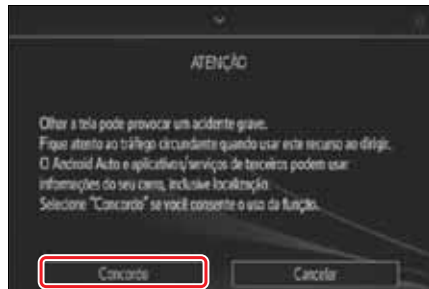 ATENÇÃO
Olhar a tela pode provocar um acidente grave.
Fique atento ao tráfego circundante quando usar este recurso ao dirigir.
O Android Auto e aplicativos/serviços de terceiros podem usar
informações do seu carro, inclusive localização.
Selecione "Concordo" se você consente o uso da função.
Concordo
Cancelar